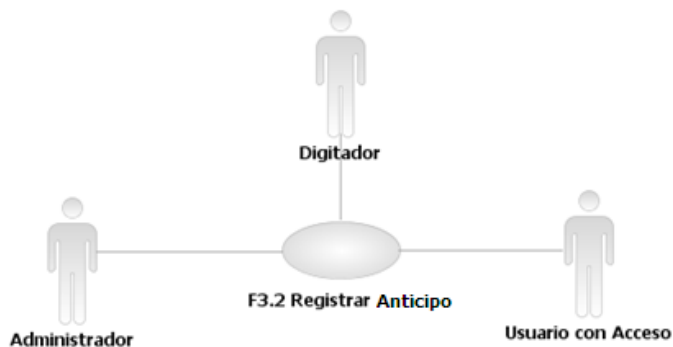 Digitador
F3.2 Registrar Anticipo
Administrador
Usuario con Acceso